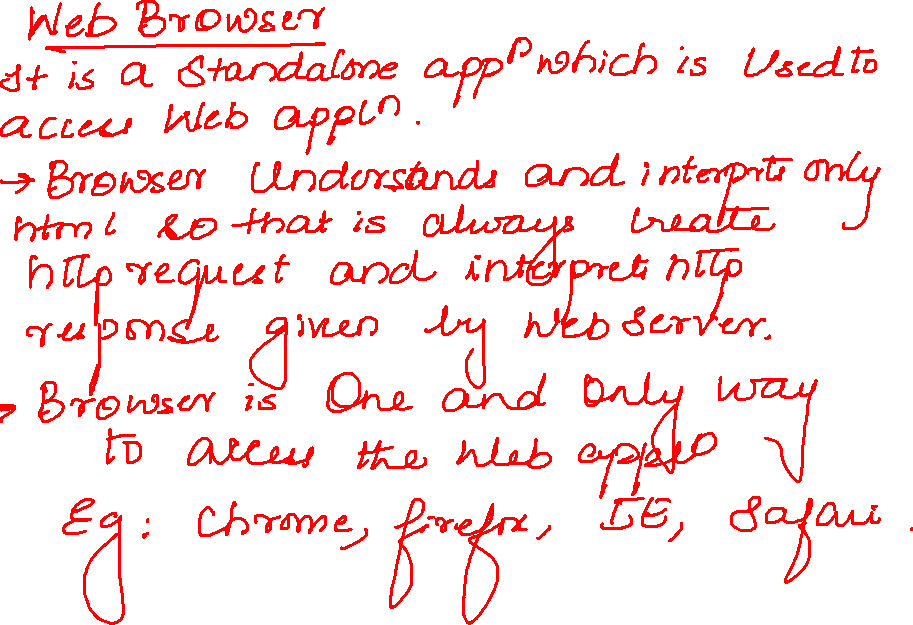 Web Browser
It is a Standalone appln which is Used to
access Web appln.
→ Browser Understands and interprets only
html so that is always create
http request and interprets http
response given by Web Server.
→ Browser is One and Only way
to access the Web appln
Eg: Chrome, firefox, IE, Safari.